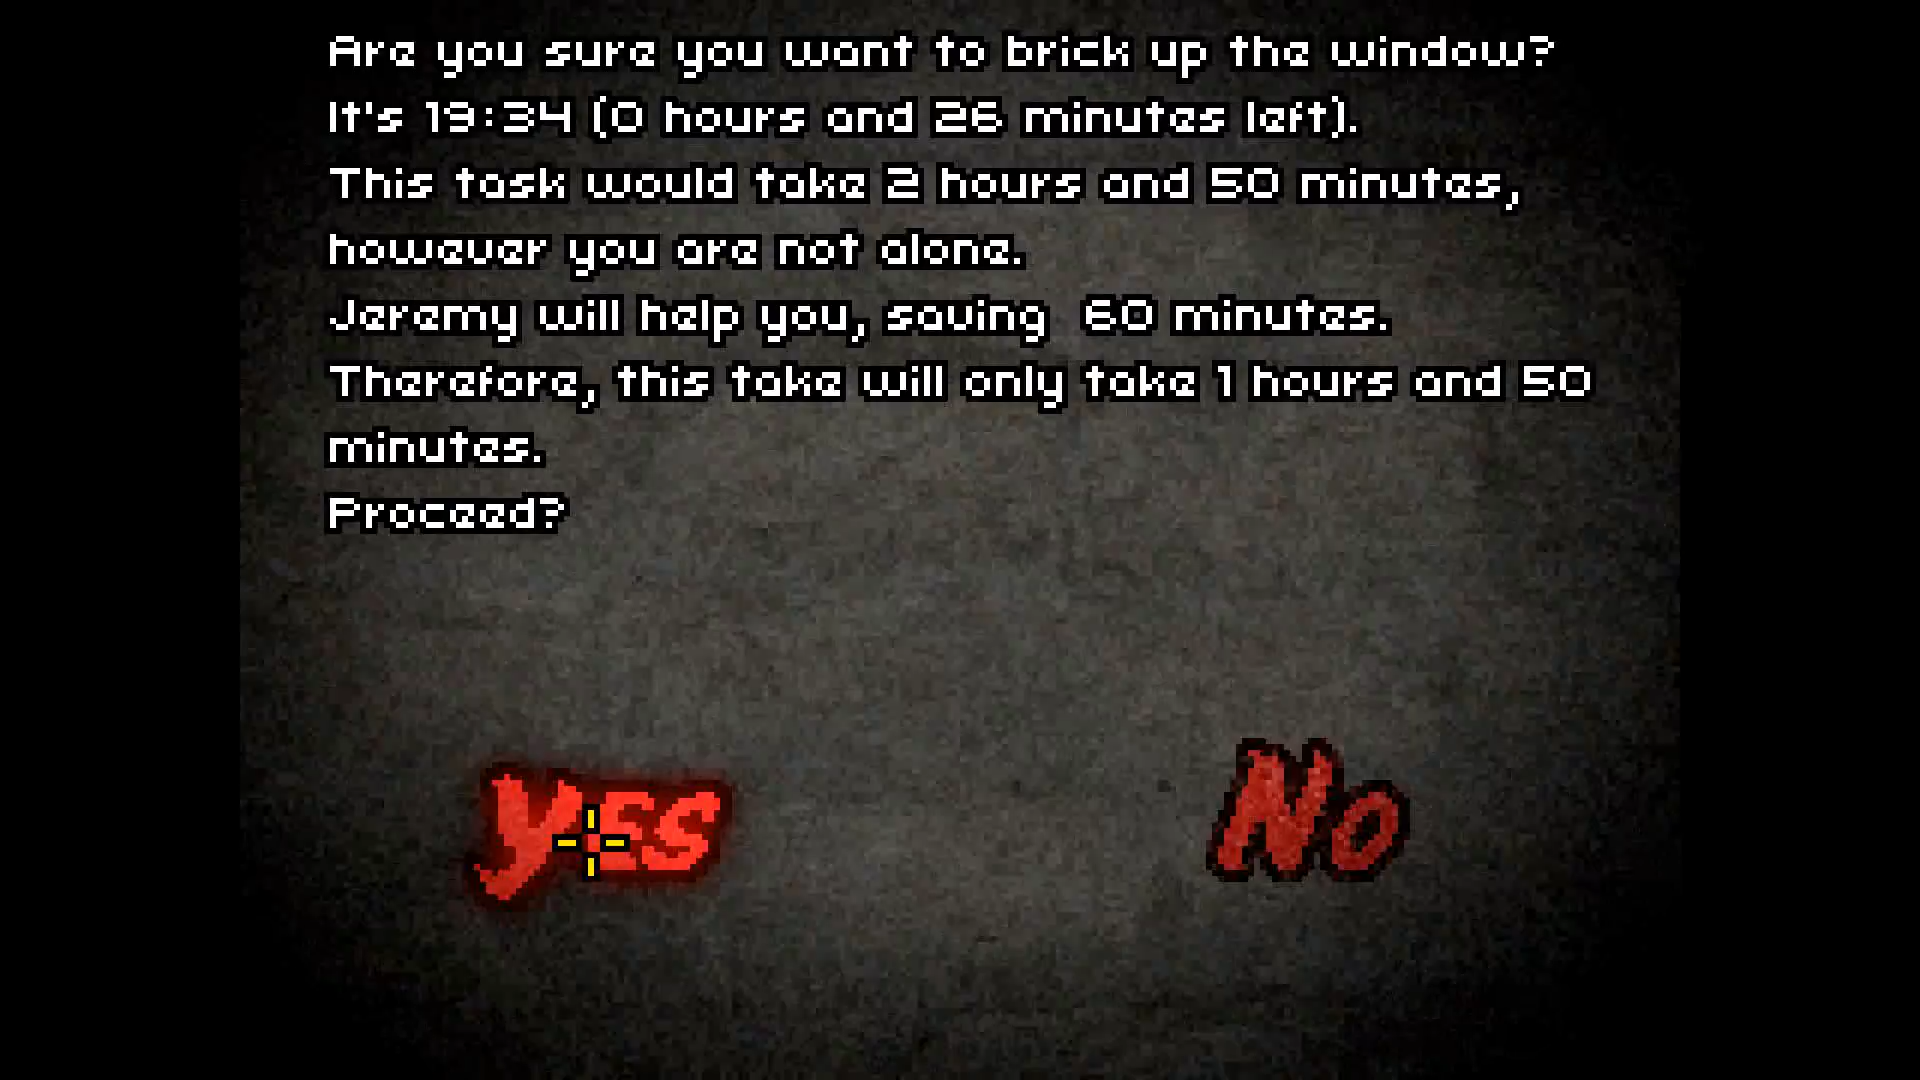 Are you sure you want to brick up the window?
It's 19:34 (0 hours and 26 minutes left).
This task would take 2 hours and 50 minutes,
however you are not alone.
Jeremy will help you, saving  60 minutes.
Therefore, this take will only take 1 hours and 50
minutes.
Proceed?
Yes No